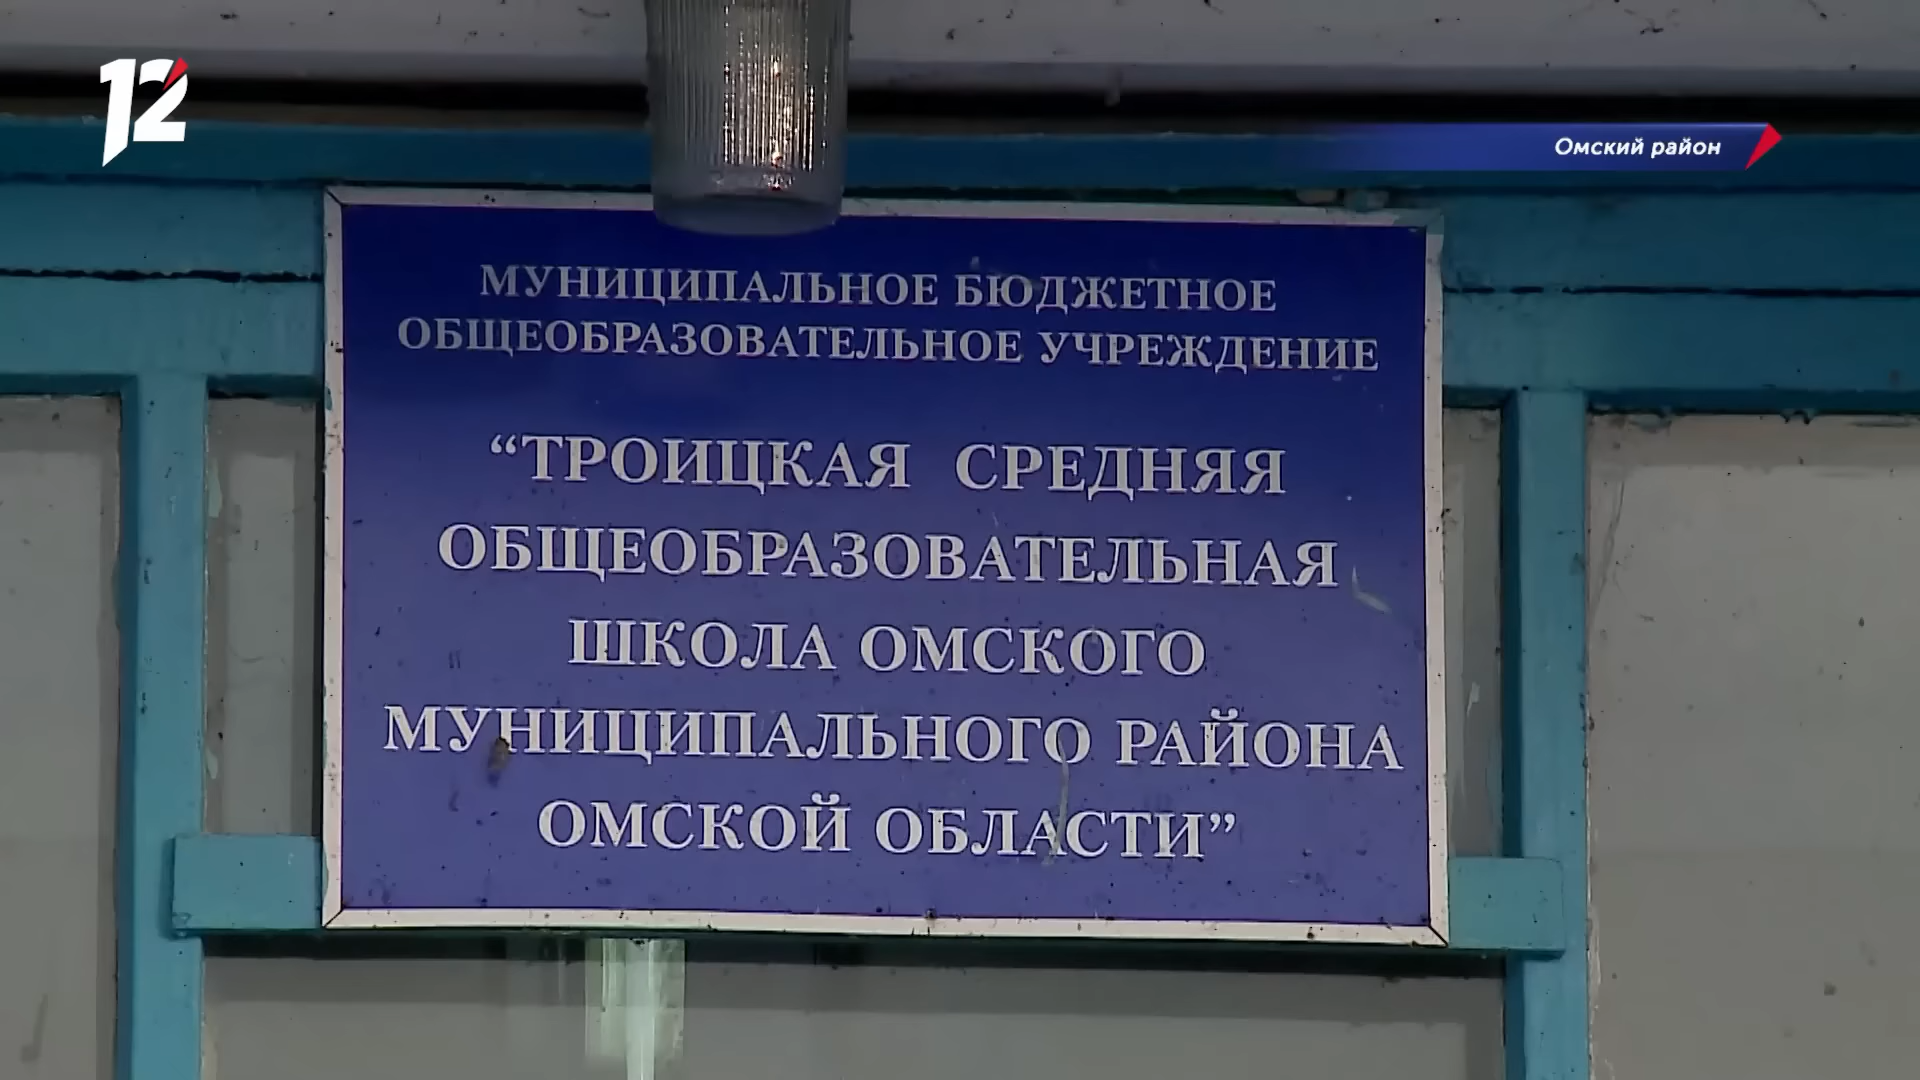 12
Омский район
МУНИЦИПАЛЬНОЕ БЮДЖЕТНОЕ
ОБЩЕОБРАЗОВАТЕЛЬНОЕ УЧРЕЖДЕНИЕ
“ТРОИЦКАЯ СРЕДНЯЯ
ОБЩЕОБРАЗОВАТЕЛЬНАЯ
ШКОЛА ОМСКОГО
МУНИЦИПАЛЬНОГО РАЙОНА
ОМСКОЙ ОБЛАСТИ”